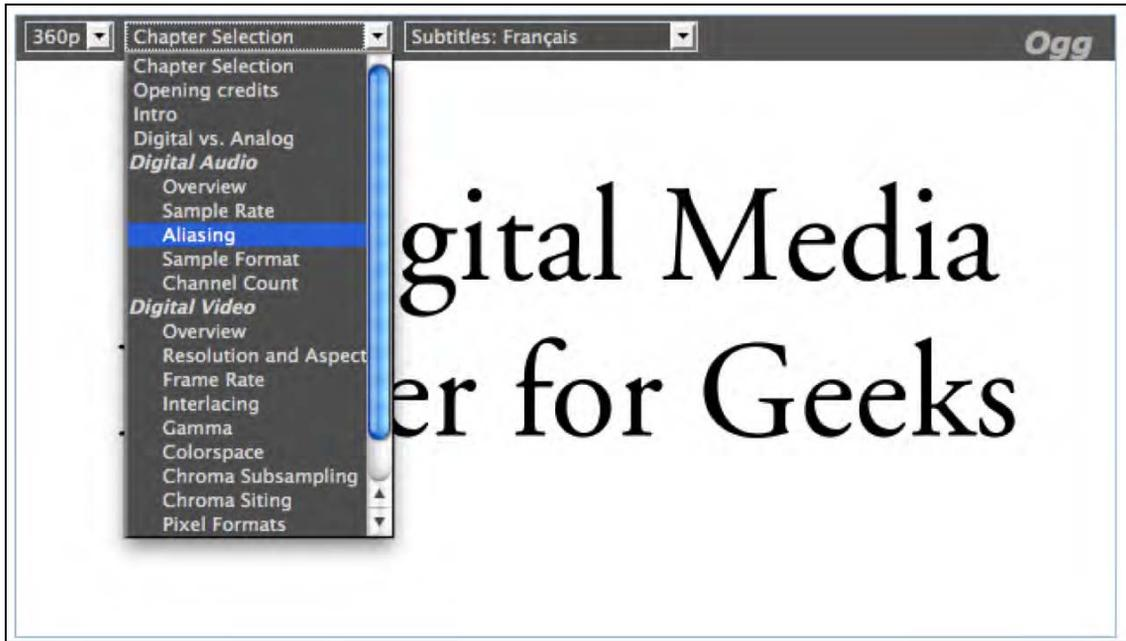 360p Chapter Selection Subtitles: Français Ogg
Chapter Selection
Opening credits
Intro
Digital vs. Analog
Digital Audio
Overview
Sample Rate
Aliasing
Sample Format
Channel Count
Digital Video
Overview
Resolution and Aspect
Frame Rate
Interlacing
Gamma
Colorspace
Chroma Subsampling
Chroma Siting
Pixel Formats
gital Media
er for Geeks